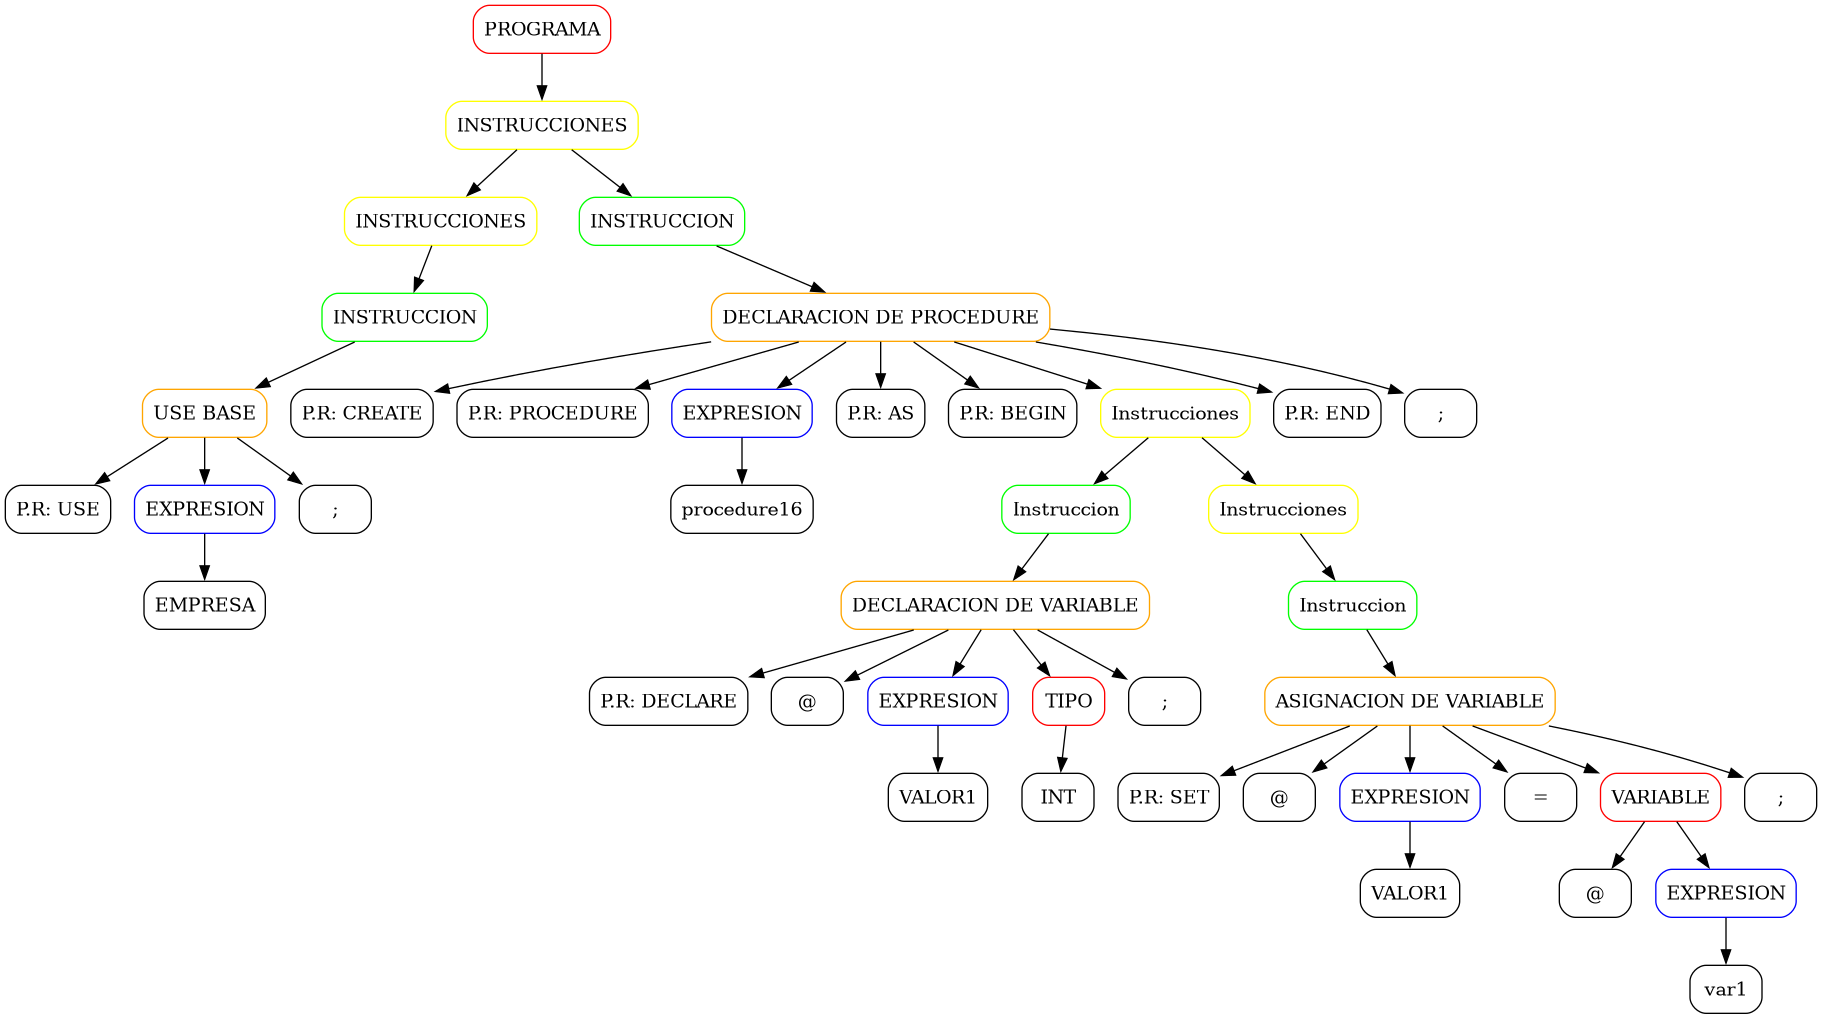 PROGRAMA
INSTRUCCIONES
INSTRUCCIONES
INSTRUCCION
INSTRUCCION
DECLARACION DE PROCEDURE
USE BASE
P.R: CREATE
P.R: PROCEDURE
EXPRESION
P.R: AS
P.R: BEGIN
Instrucciones
P.R: END
;
P.R: USE
EXPRESION
;
procedure16
Instruccion
Instrucciones
EMPRESA
DECLARACION DE VARIABLE
Instruccion
P.R: DECLARE
@
EXPRESION
TIPO
;
ASIGNACION DE VARIABLE
VALOR1
INT
P.R: SET
@
EXPRESION
=
VARIABLE
;
VALOR1
@
EXPRESION
var1